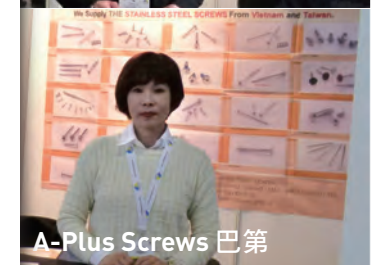 We Supply THE STAINLESS STEEL SCREWS From Vietnam and Taiwan.
A-Plus Screws 巴第